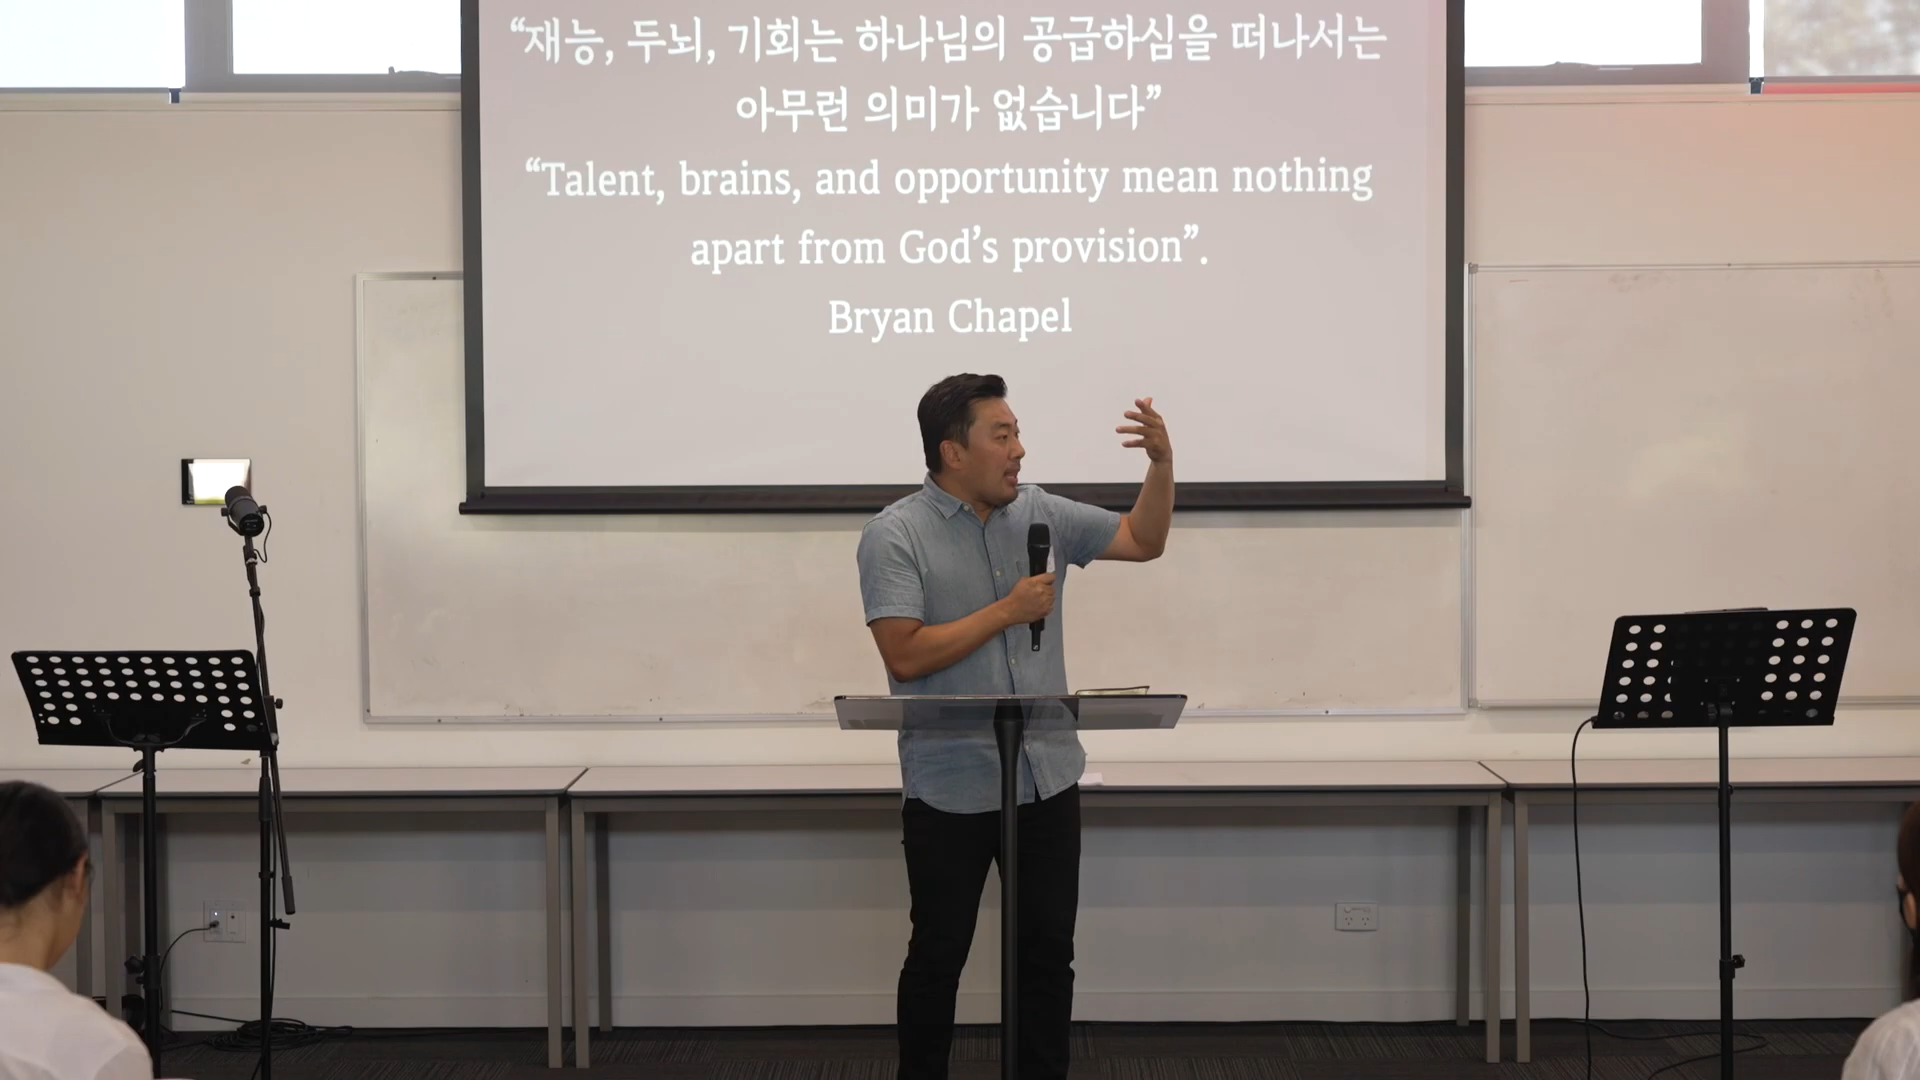 “재능, 두뇌, 기회는 하나님의 공급하심을 떠나서는
아무런 의미가 없습니다”
“Talent, brains, and opportunity mean nothing
apart from God’s provision”.
Bryan Chapel